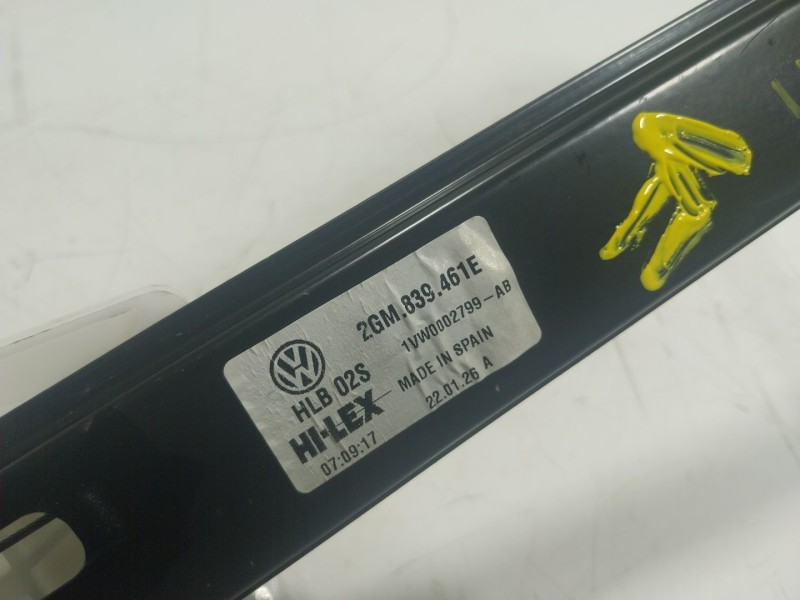 2GM.839.461E
1VW0002799-AB
HLB 02S
MADE IN SPAIN
HI-LEX
22.01.26 A
07:09:17